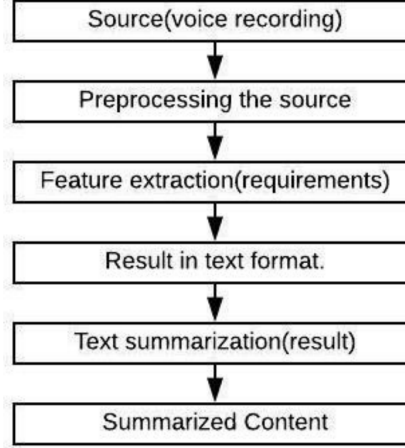 Source(voice recording)
Preprocessing the source
Feature extraction(requirements)
Result in text format.
Text summarization(result)
Summarized Content